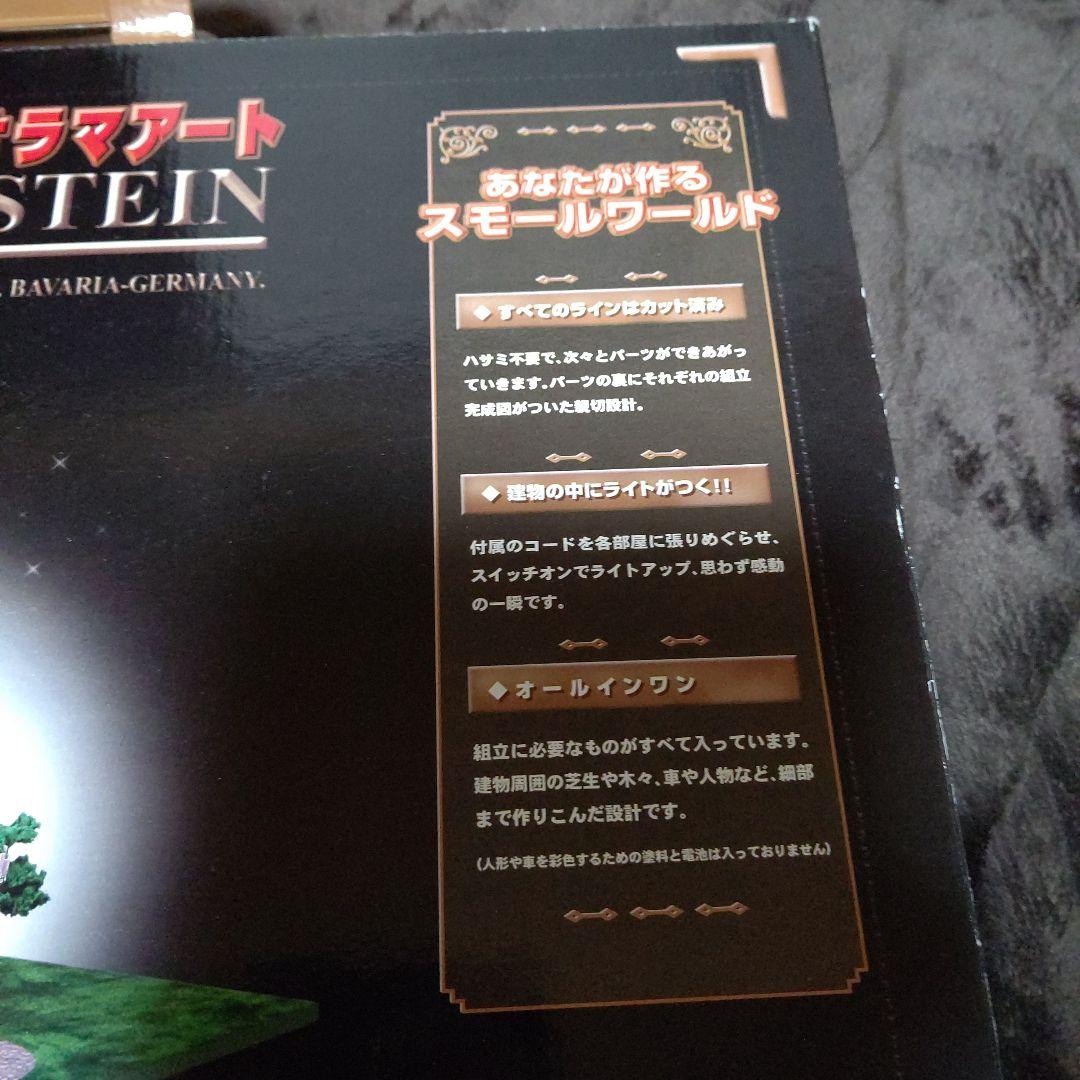 ラマアート
STEIN
BAVARIA-GERMANY.
あなたが作る
スモールワールド
◆ すべてのラインはカット済み
ハサミ不要で、次々とパーツができあがっ
ていきます。パーツの裏にそれぞれの組立
完成図がついた親切設計。
◆ 建物の中にライトがつく!!
付属のコードを各部屋に張りめぐらせ、
スイッチオンでライトアップ、思わず感動
の一瞬です。
◆ オールインワン
組立に必要なものがすべて入っています。
建物周囲の芝生や木々、車や人物など、細部
まで作りこんだ設計です。
(人形や車を彩色するための塗料と電池は入っておりません)